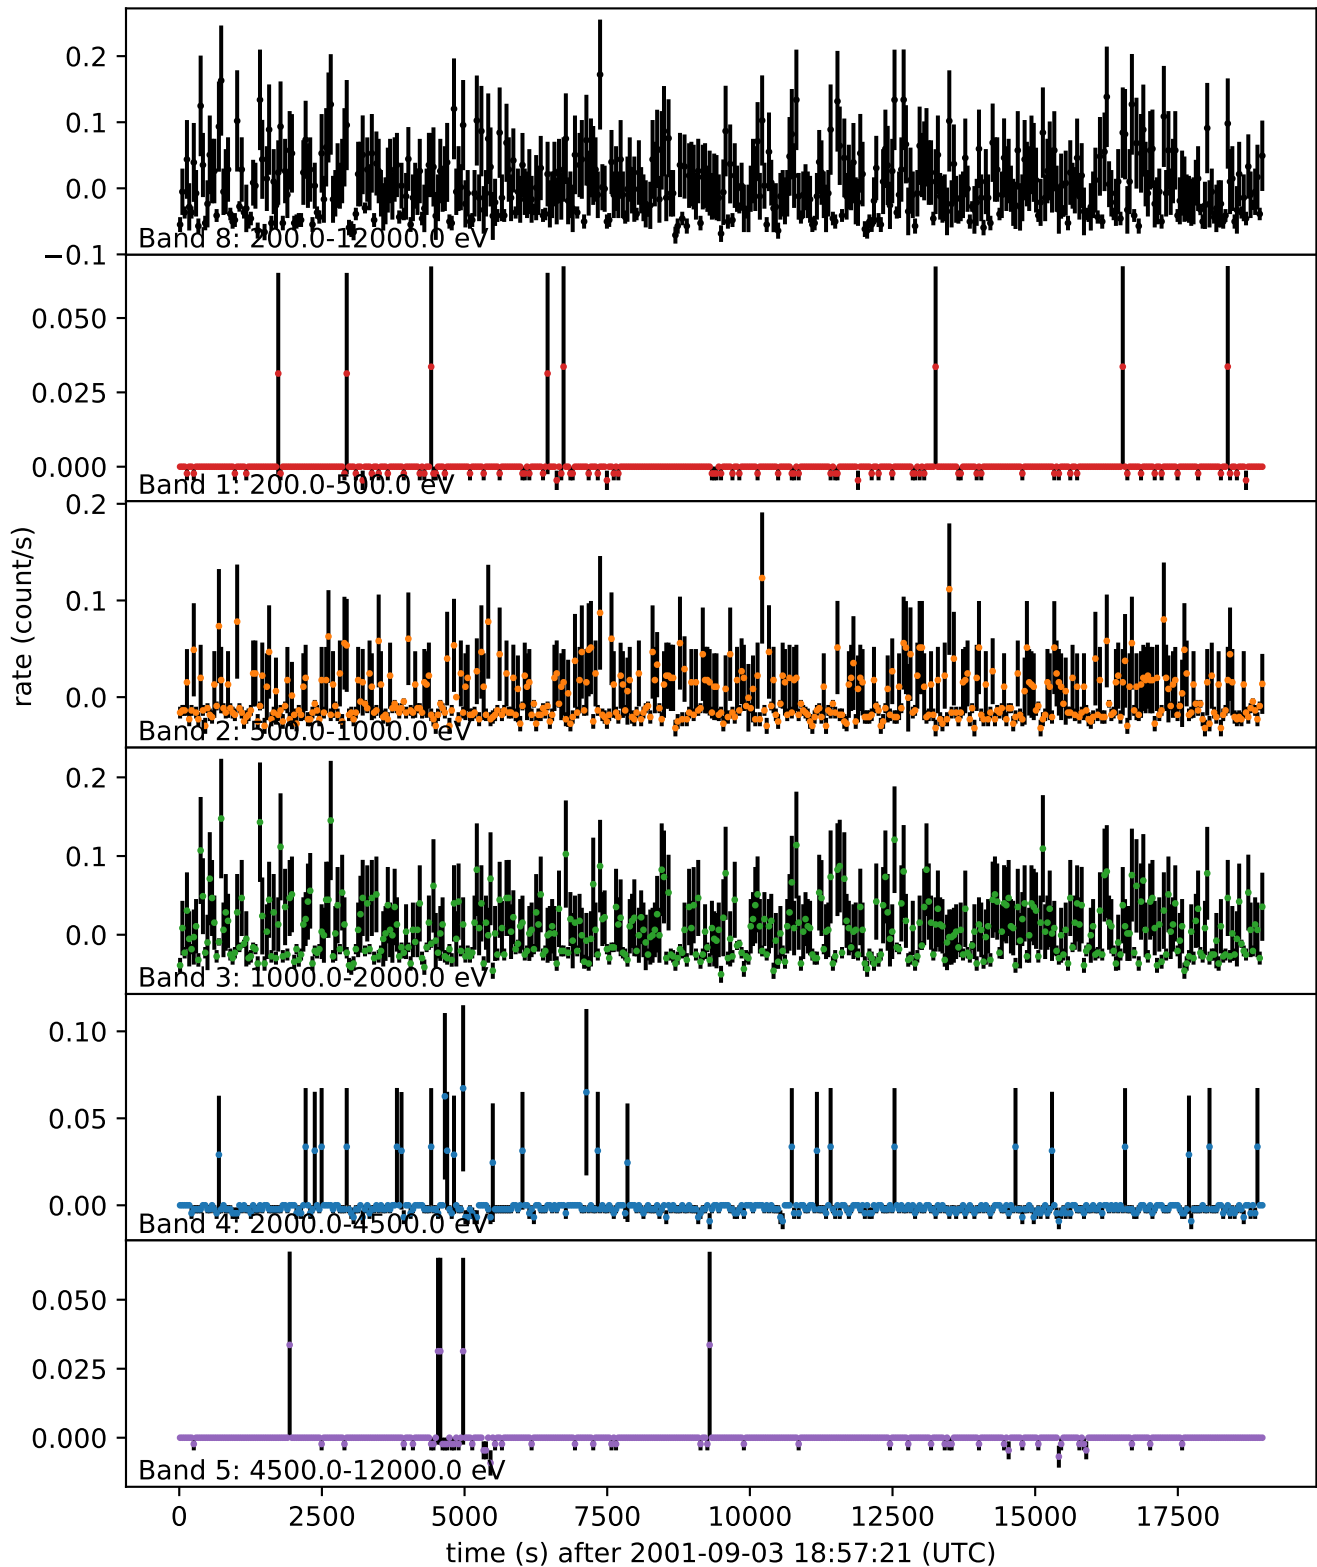 0.2
0.1
0.0
−0.1
Band 8: 200.0-12000.0 eV
0.050
0.025
0.000
Band 1: 200.0-500.0 eV
0.2
0.1
0.0
Band 2: 500.0-1000.0 eV
rate (count/s)
0.2
0.1
0.0
Band 3: 1000.0-2000.0 eV
0.10
0.05
0.00
Band 4: 2000.0-4500.0 eV
0.050
0.025
0.000
Band 5: 4500.0-12000.0 eV
0 2500 5000 7500 10000 12500 15000 17500
time (s) after 2001-09-03 18:57:21 (UTC)